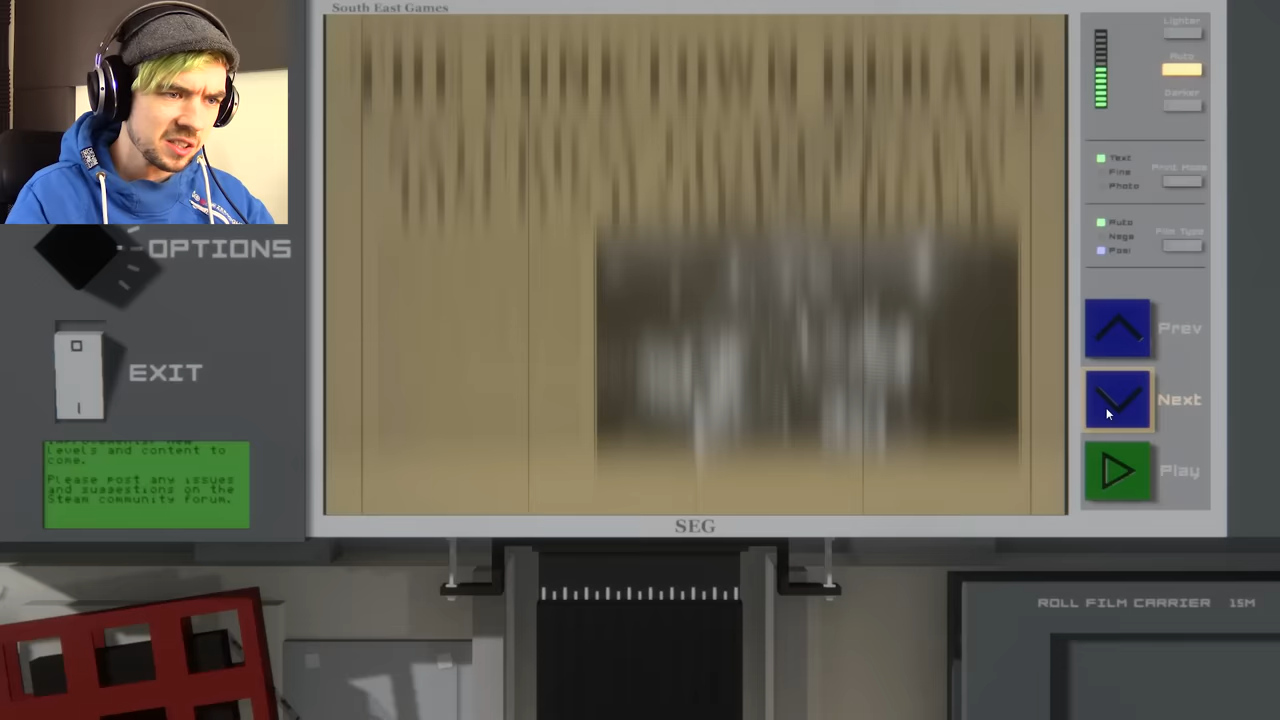 South East Games
Lighter
Auto
Darker
Text
Fine
Photo
Print Mode
Auto
Nega
Posi
Film Type
OPTIONS
EXIT
levels and content to
come.
Please post any issues
and suggestions on the
Steam community forum.
Prev
Next
Play
SEG
ROLL FILM CARRIER 15M